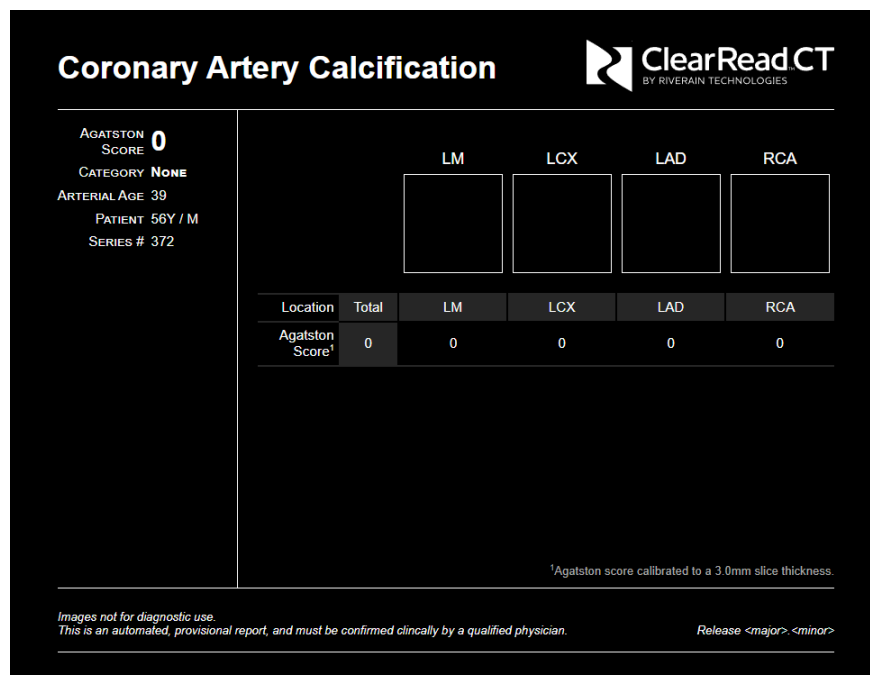 Coronary Artery Calcification
ClearRead CT
BY RIVERAIN TECHNOLOGIES
AGATSTON SCORE 0
CATEGORY NONE
ARTERIAL AGE 39
PATIENT 56Y / M
SERIES # 372
LM LCX LAD RCA
Location Total LM LCX LAD RCA
Agatston Score¹ 0 0 0 0 0
¹Agatston score calibrated to a 3.0mm slice thickness.
Images not for diagnostic use.
This is an automated, provisional report, and must be confirmed clincally by a qualified physician.
Release <major>.<minor>